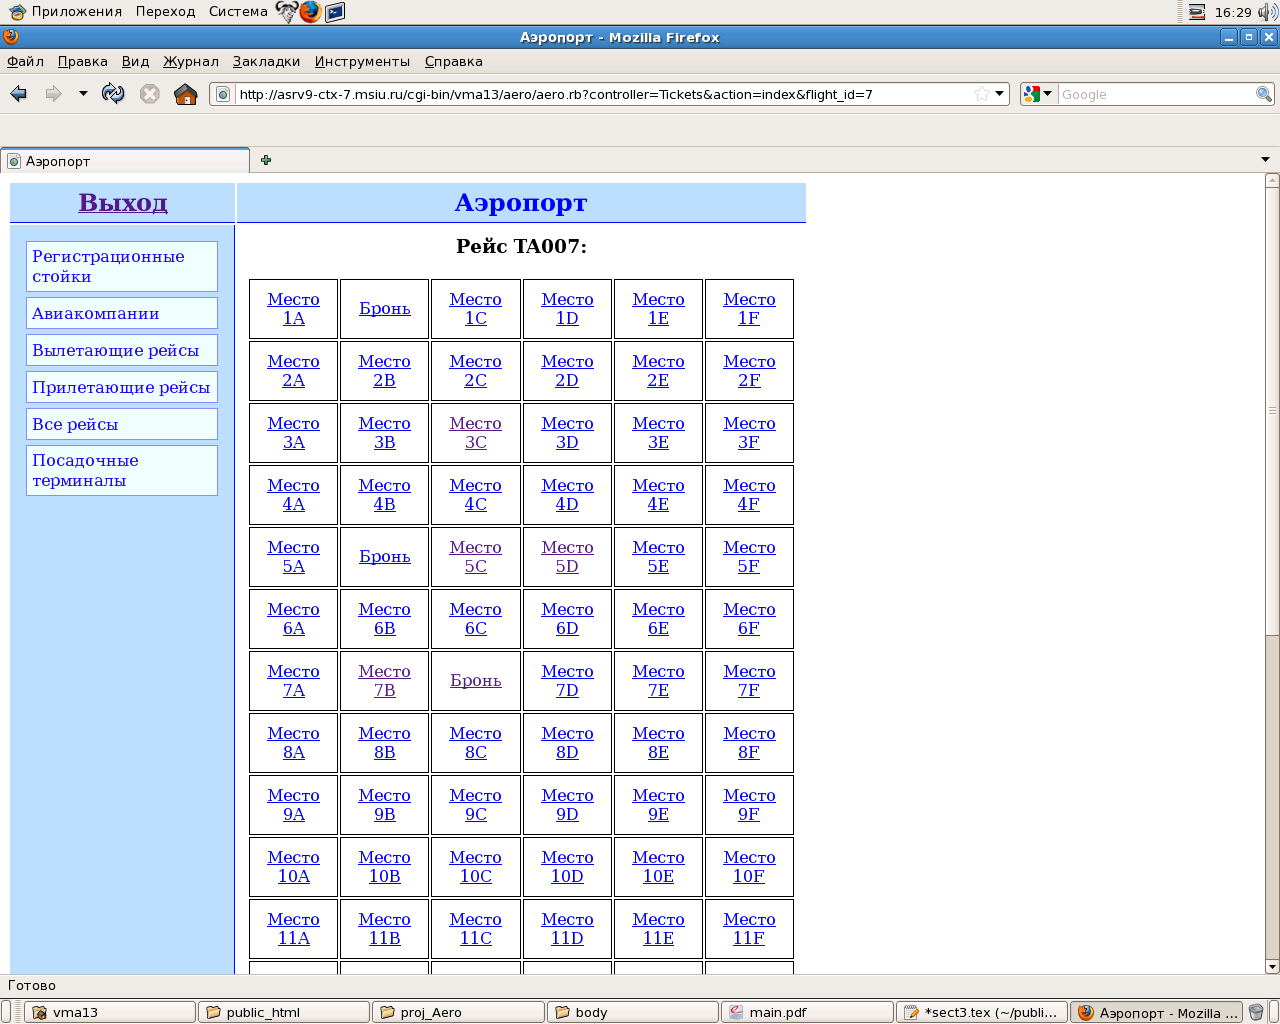 Приложения Переход Система 16:29
Аэропорт - Mozilla Firefox
Файл Правка Вид Журнал Закладки Инструменты Справка
http://asrv9-ctx-7.msiu.ru/cgi-bin/vma13/aero/aero.rb?controller=Tickets&action=index&flight_id=7 Google
Аэропорт
Выход
Аэропорт
Регистрационные
стойки
Авиакомпании
Вылетающие рейсы
Прилетающие рейсы
Все рейсы
Посадочные
терминалы
Рейс TA007:
Место Бронь Место Место Место Место
1A 1C 1D 1E 1F
Место Место Место Место Место Место
2A 2B 2C 2D 2E 2F
Место Место Место Место Место Место
3A 3B 3C 3D 3E 3F
Место Место Место Место Место Место
4A 4B 4C 4D 4E 4F
Место Бронь Место Место Место Место
5A 5C 5D 5E 5F
Место Место Место Место Место Место
6A 6B 6C 6D 6E 6F
Место Место Бронь Место Место Место
7A 7B 7D 7E 7F
Место Место Место Место Место Место
8A 8B 8C 8D 8E 8F
Место Место Место Место Место Место
9A 9B 9C 9D 9E 9F
Место Место Место Место Место Место
10A 10B 10C 10D 10E 10F
Место Место Место Место Место Место
11A 11B 11C 11D 11E 11F
Готово
vma13 public_html proj_Aero body main.pdf *sect3.tex (~/publi... Аэропорт - Mozilla ...